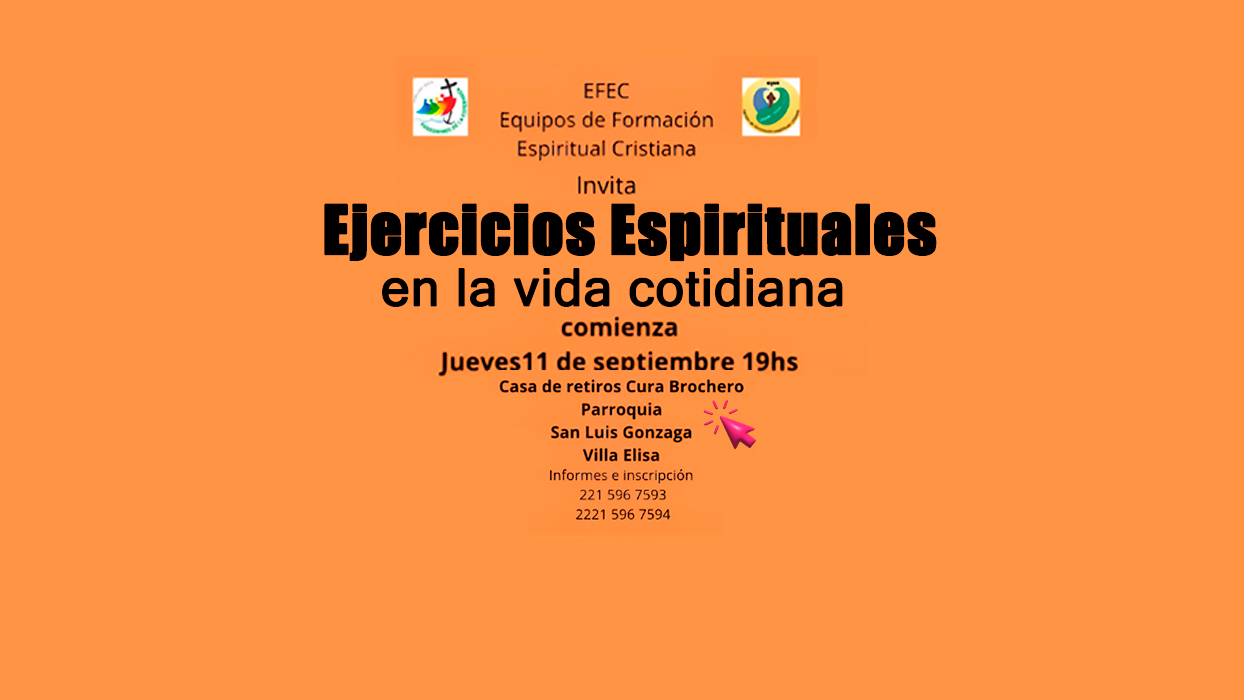 EFEC
Equipos de Formación
Espiritual Cristiana
Invita
Ejercicios Espirituales
en la vida cotidiana
comienza
Jueves11 de septiembre 19hs
Casa de retiros Cura Brochero
Parroquia
San Luis Gonzaga
Villa Elisa
Informes e inscripción
221 596 7593
2221 596 7594